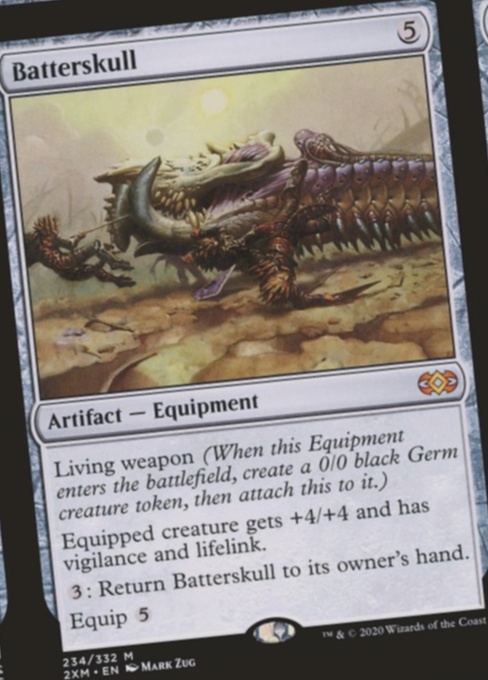 Batterskull 5
Artifact — Equipment
Living weapon (When this Equipment
enters the battlefield, create a 0/0 black Germ
creature token, then attach this to it.)
Equipped creature gets +4/+4 and has
vigilance and lifelink.
3: Return Batterskull to its owner's hand.
Equip 5
234/332 M
2XM • EN Mark Zug
™ & © 2020 Wizards of the Coast